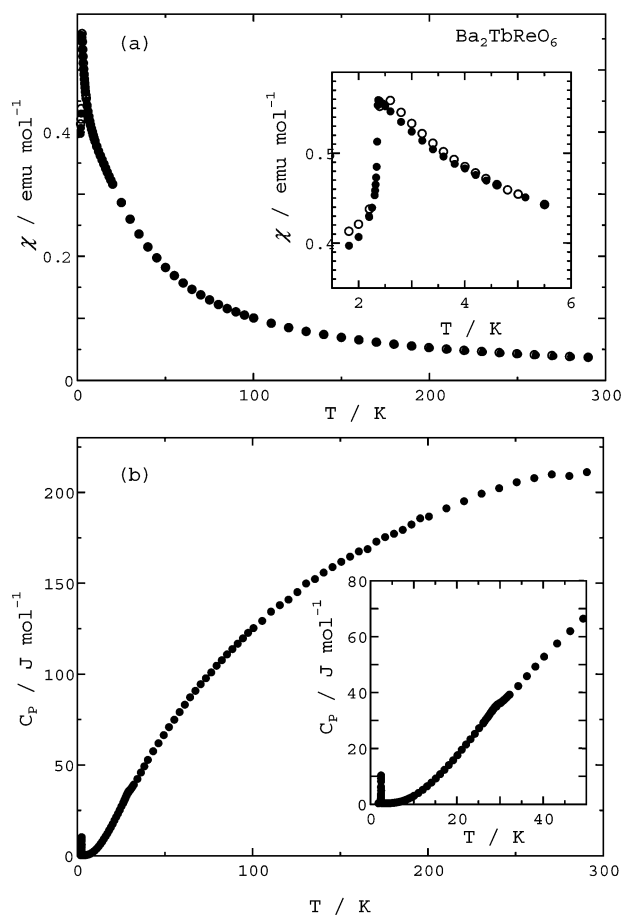 (a)
Ba₂TbReO₆
χ / emu mol⁻¹
0.4
0.2
0
χ / emu mol⁻¹
0.5
0.4
2 4 6
T / K
0 100 200 300
T / K
(b)
C_P / J mol⁻¹
200
150
100
50
0
C_P / J mol⁻¹
80
60
40
20
0
0 20 40
T / K
0 100 200 300
T / K